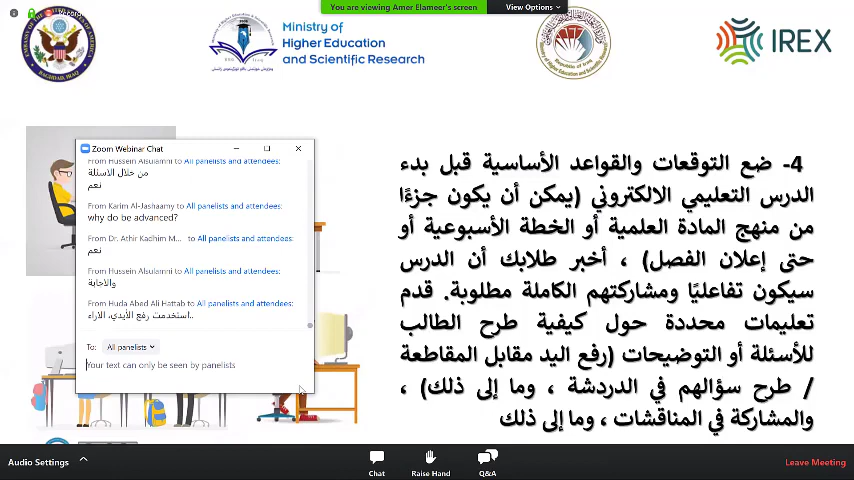 You are viewing Amer Elameer's screen
View Options
Ministry of
Higher Education
and Scientific Research
IREX
BAGHDAD, IRAQ
Zoom Webinar Chat
From Hussein Alsulamni to All panelists and attendees:
من خلال الاسئلة
نعم
From Karim Al-Jashaamy to All panelists and attendees:
why do be advanced?
From Dr. Athir Kadhim M... to All panelists and attendees:
نعم
From Hussein Alsulamni to All panelists and attendees:
والاجابة
From Huda Abed Ali Hattab to All panelists and attendees:
استخدمت رفع الأيدي، الاراء..
To: All panelists
Your text can only be seen by panelists
4- ضع التوقعات والقواعد الأساسية قبل بدء
الدرس التعليمي الالكتروني (يمكن أن يكون جزءًا
من منهج المادة العلمية أو الخطة الأسبوعية أو
حتى إعلان الفصل) ، أخبر طلابك أن الدرس
سيكون تفاعليًا ومشاركتهم الكاملة مطلوبة. قدم
تعليمات محددة حول كيفية طرح الطالب
للأسئلة أو التوضيحات (رفع اليد مقابل المقاطعة
/ طرح سؤالهم في الدردشة ، وما إلى ذلك) ،
والمشاركة في المناقشات ، وما إلى ذلك
Audio Settings
Chat
Raise Hand
Q&A
Leave Meeting